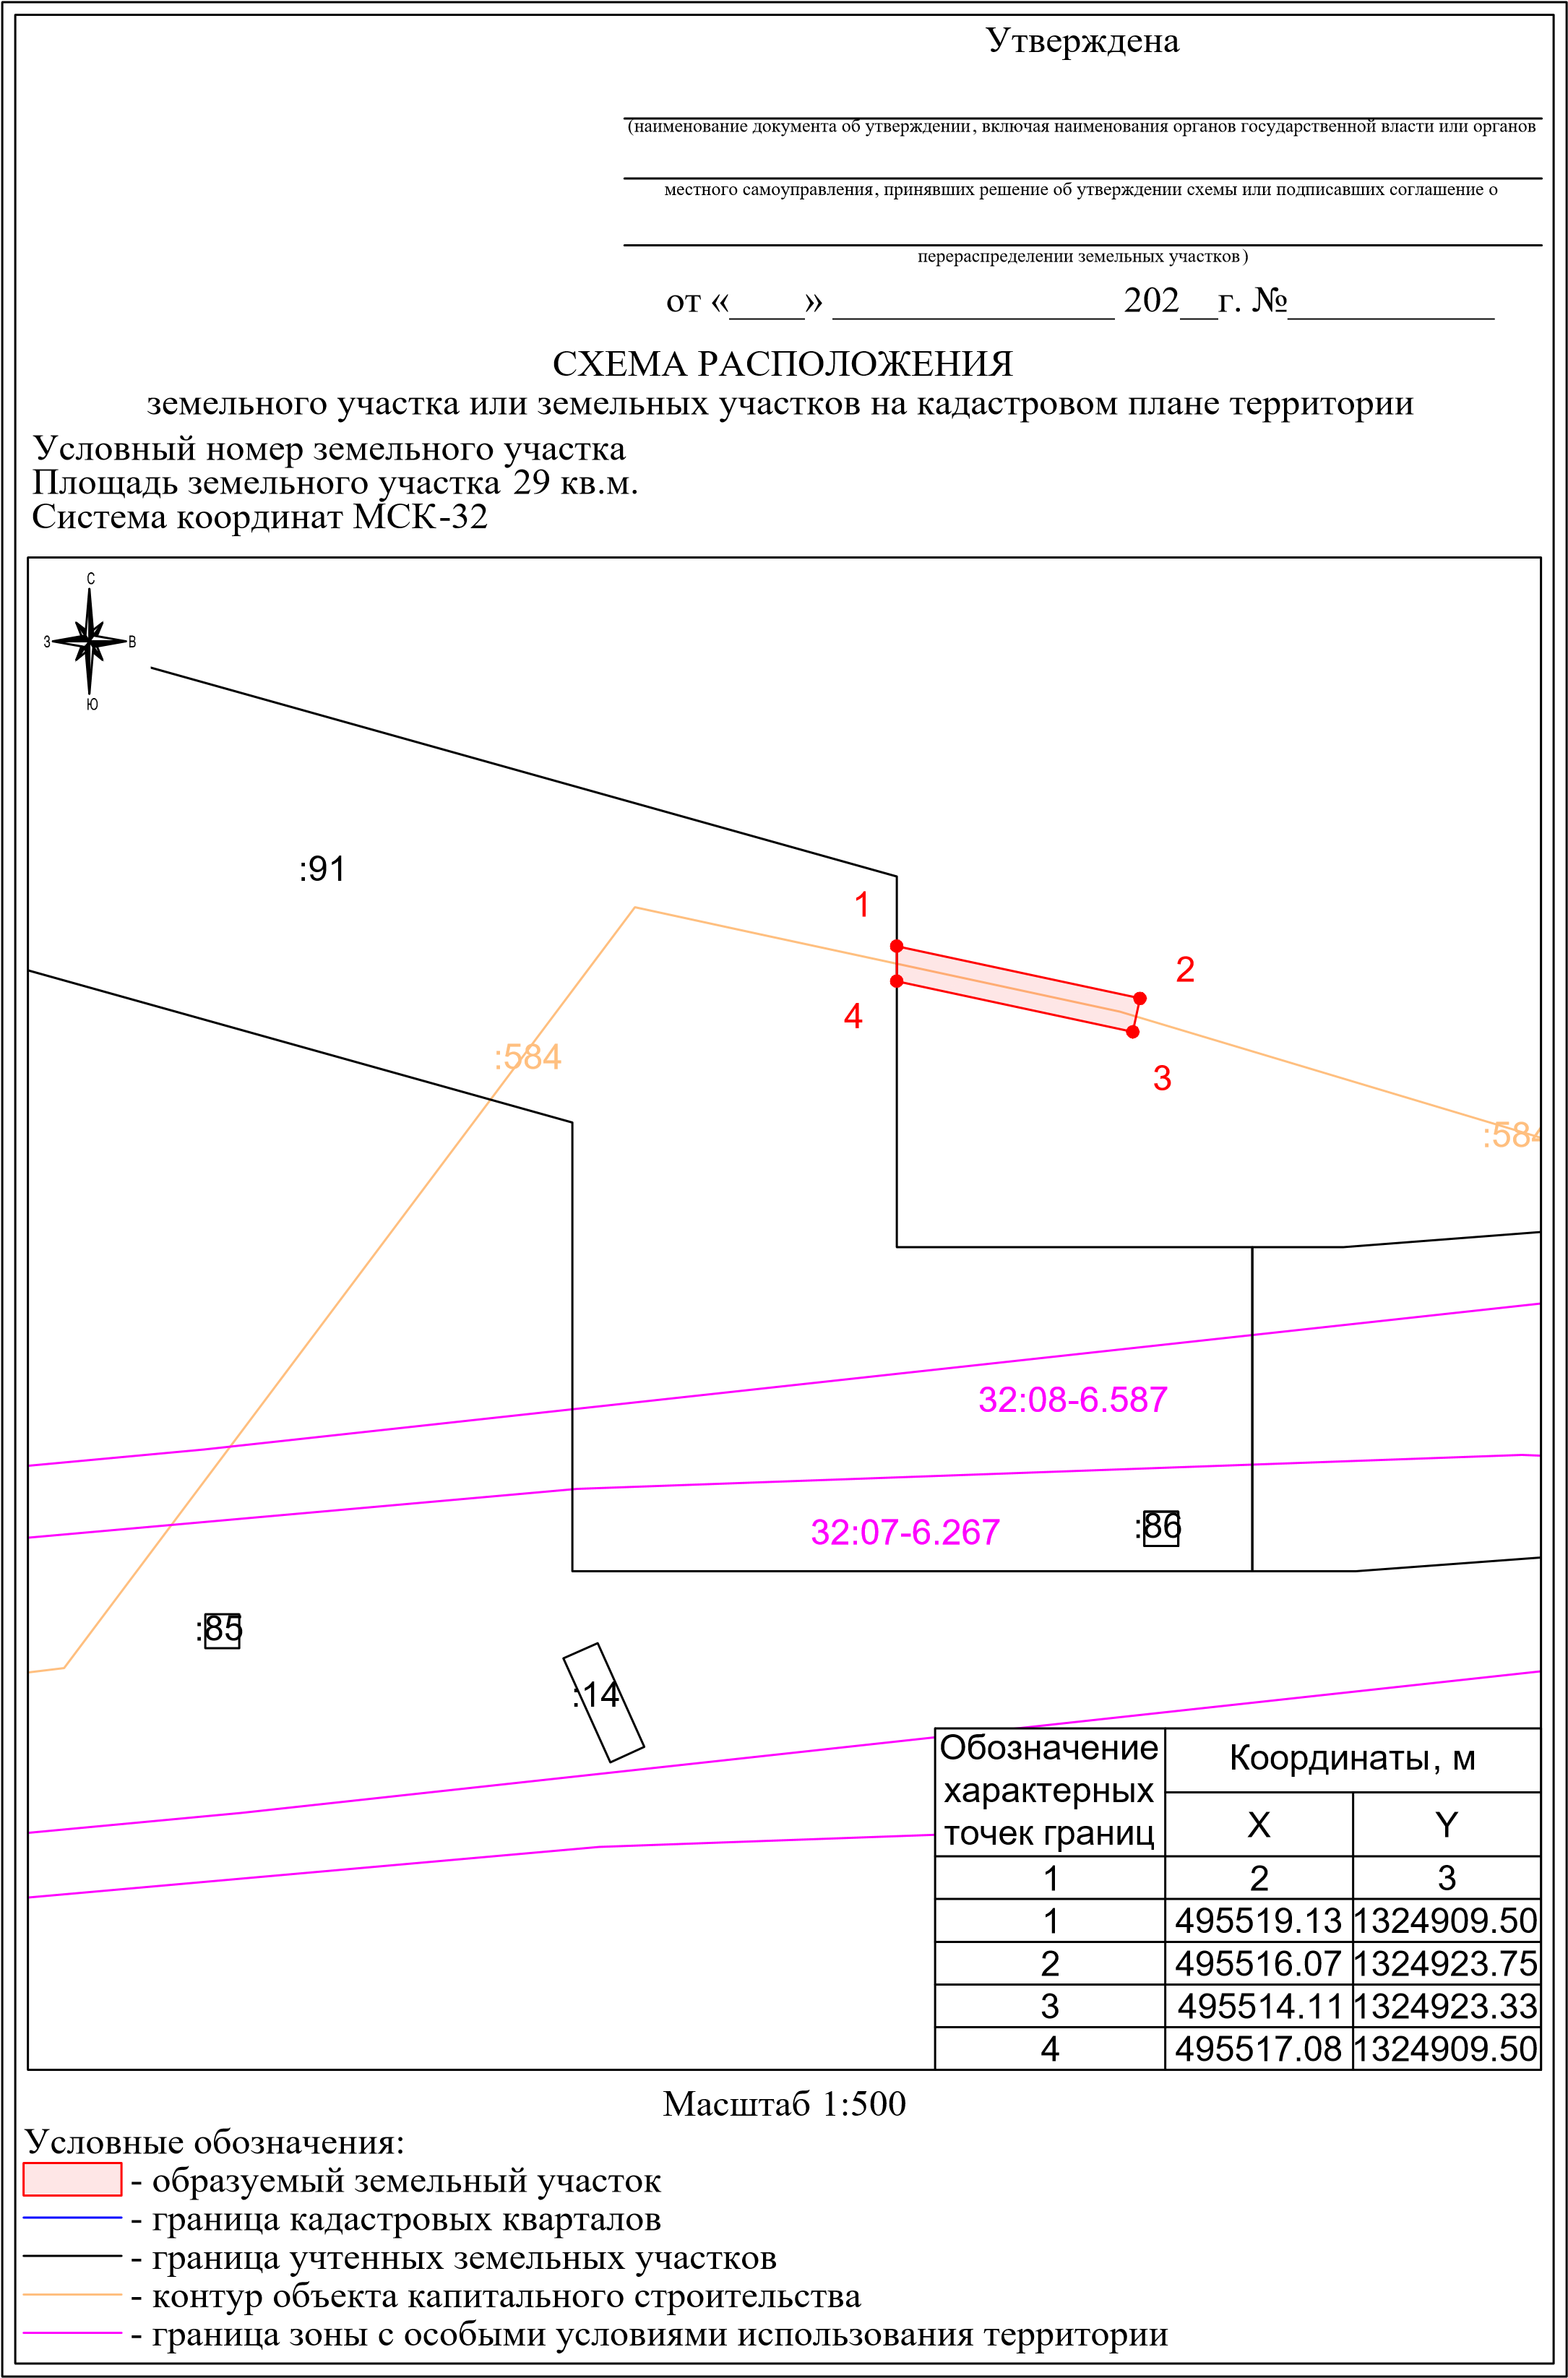 Утверждена
(наименование документа об утверждении, включая наименования органов государственной власти или органов
местного самоуправления, принявших решение об утверждении схемы или подписавших соглашение о
перераспределении земельных участков)
от «____» _______________ 202__г. №___________
СХЕМА РАСПОЛОЖЕНИЯ
земельного участка или земельных участков на кадастровом плане территории
Условный номер земельного участка
Площадь земельного участка 29 кв.м.
Система координат МСК-32
С
З В
Ю
:91
1
2
4
3
:584
:584
32:08-6.587
32:07-6.267
:86
:85
:14
Обозначение характерных точек границ
Координаты, м
X Y
1 2 3
1 495519.13 1324909.50
2 495516.07 1324923.75
3 495514.11 1324923.33
4 495517.08 1324909.50
Масштаб 1:500
Условные обозначения:
- образуемый земельный участок
- граница кадастровых кварталов
- граница учтенных земельных участков
- контур объекта капитального строительства
- граница зоны с особыми условиями использования территории